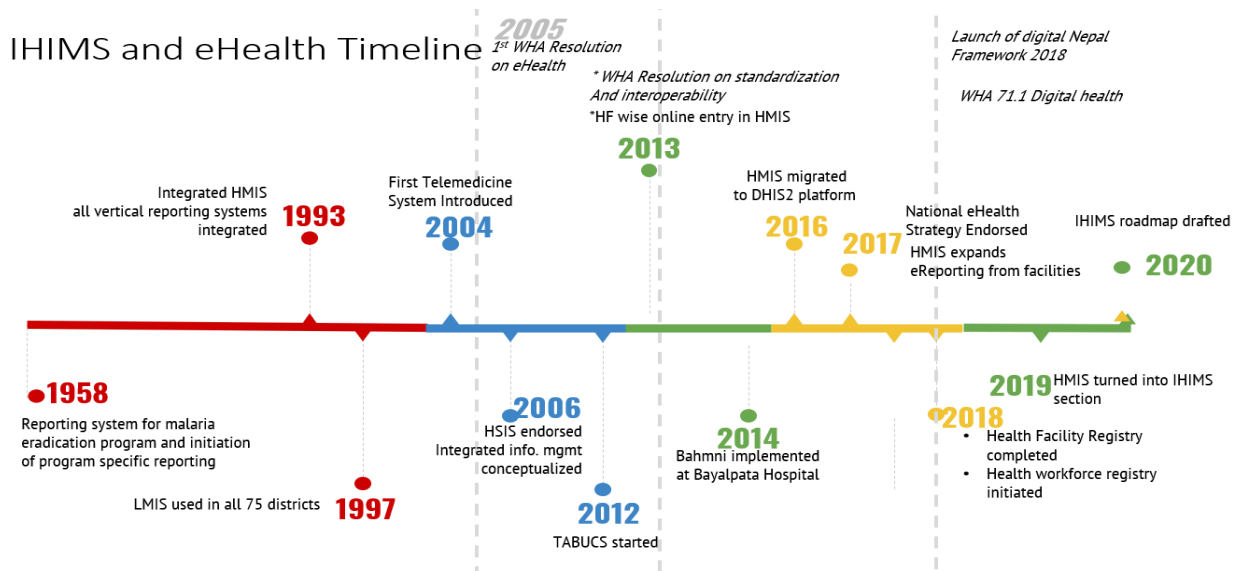 IHIMS and eHealth Timeline
2005
1st WHA Resolution
on eHealth
* WHA Resolution on standardization
And interoperability
*HF wise online entry in HMIS
2013
Launch of digital Nepal
Framework 2018
WHA 71.1 Digital health
Integrated HMIS
all vertical reporting systems
integrated
1993
First Telemedicine
System Introduced
2004
HMIS migrated
to DHIS2 platform
2016
2017
National eHealth
Strategy Endorsed
HMIS expands
eReporting from facilities
IHIMS roadmap drafted
2020
1958
Reporting system for malaria
eradication program and initiation
of program specific reporting
LMIS used in all 75 districts
1997
2006
HSIS endorsed
Integrated info. mgmt
conceptualized
2012
TABUCS started
2014
Bahmni implemented
at Bayalpata Hospital
2018
• Health Facility Registry
completed
• Health workforce registry
initiated
2019
HMIS turned into IHIMS
section